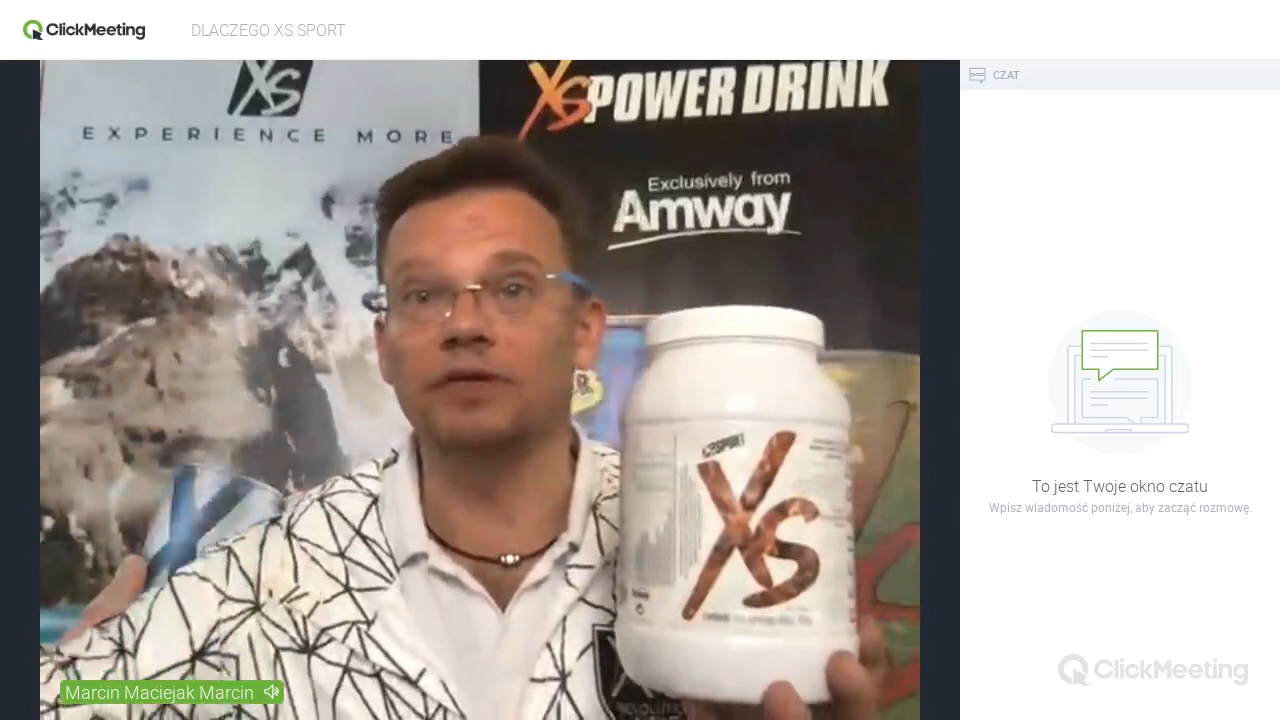 ClickMeeting
DLACZEGO XS SPORT
CZAT
XS
EXPERIENCE MORE
XS POWER DRINK
Exclusively from
Amway
XS
To jest Twoje okno czatu
Wpisz wiadomość poniżej, aby zacząć rozmowę.
ClickMeeting
Marcin Maciejak Marcin